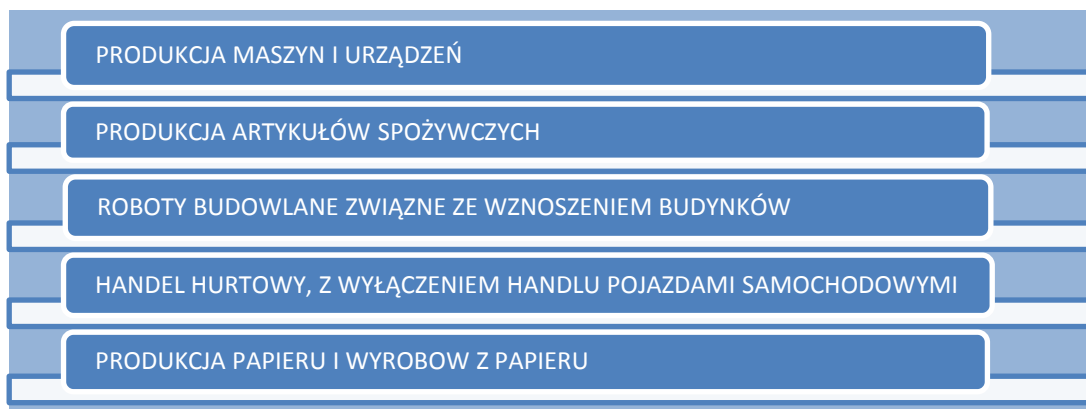 PRODUKCJA MASZYN I URZĄDZEŃ
PRODUKCJA ARTYKUŁÓW SPOŻYWCZYCH
ROBOTY BUDOWLANE ZWIĄZNE ZE WZNOSZENIEM BUDYNKÓW
HANDEL HURTOWY, Z WYŁĄCZENIEM HANDLU POJAZDAMI SAMOCHODOWYMI
PRODUKCJA PAPIERU I WYROBOW Z PAPIERU